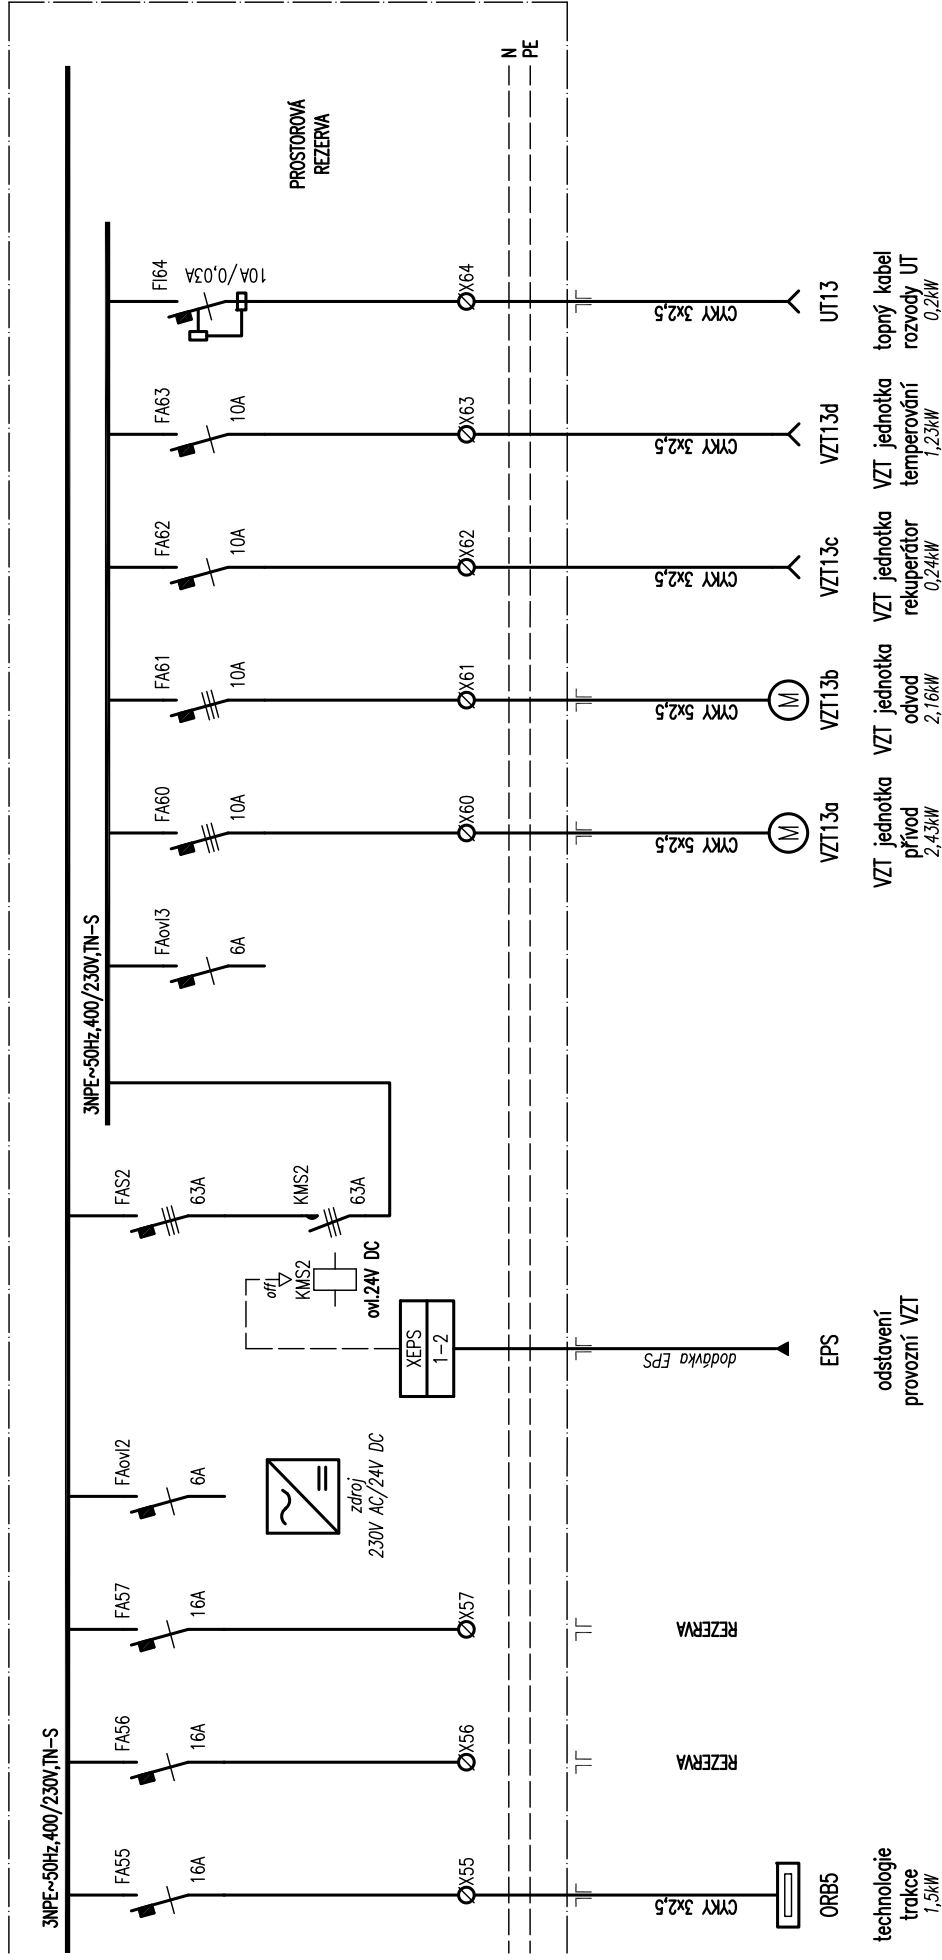 3NPE~50Hz,400/230V,TN-S
FA55
16A
X55
CYKY 3x2,5
ORB5
technologie
trakce
1,5kW
FA56
16A
X56
REZERVA
FA57
16A
X57
REZERVA
FAovl2
6A
zdroj
230V AC/24V DC
XEPS
1-2
dodávka EPS
EPS
odstavení
provozní VZT
off
KMS2
ovl.24V DC
FAS2
63A
KMS2
63A
3NPE~50Hz,400/230V,TN-S
FAovl3
6A
FA60
10A
X60
CYKY 5x2,5
M
VZT13a
VZT jednotka
přívod
2,43kW
FA61
10A
X61
CYKY 5x2,5
M
VZT13b
VZT jednotka
odvod
2,16kW
FA62
10A
X62
CYKY 3x2,5
VZT13c
VZT jednotka
rekuperátor
0,24kW
FA63
10A
X63
CYKY 3x2,5
VZT13d
VZT jednotka
temperování
1,23kW
FI64
10A/0,03A
X64
CYKY 3x2,5
UT13
topný kabel
rozvody UT
0,2kW
PROSTOROVÁ
REZERVA
N
PE